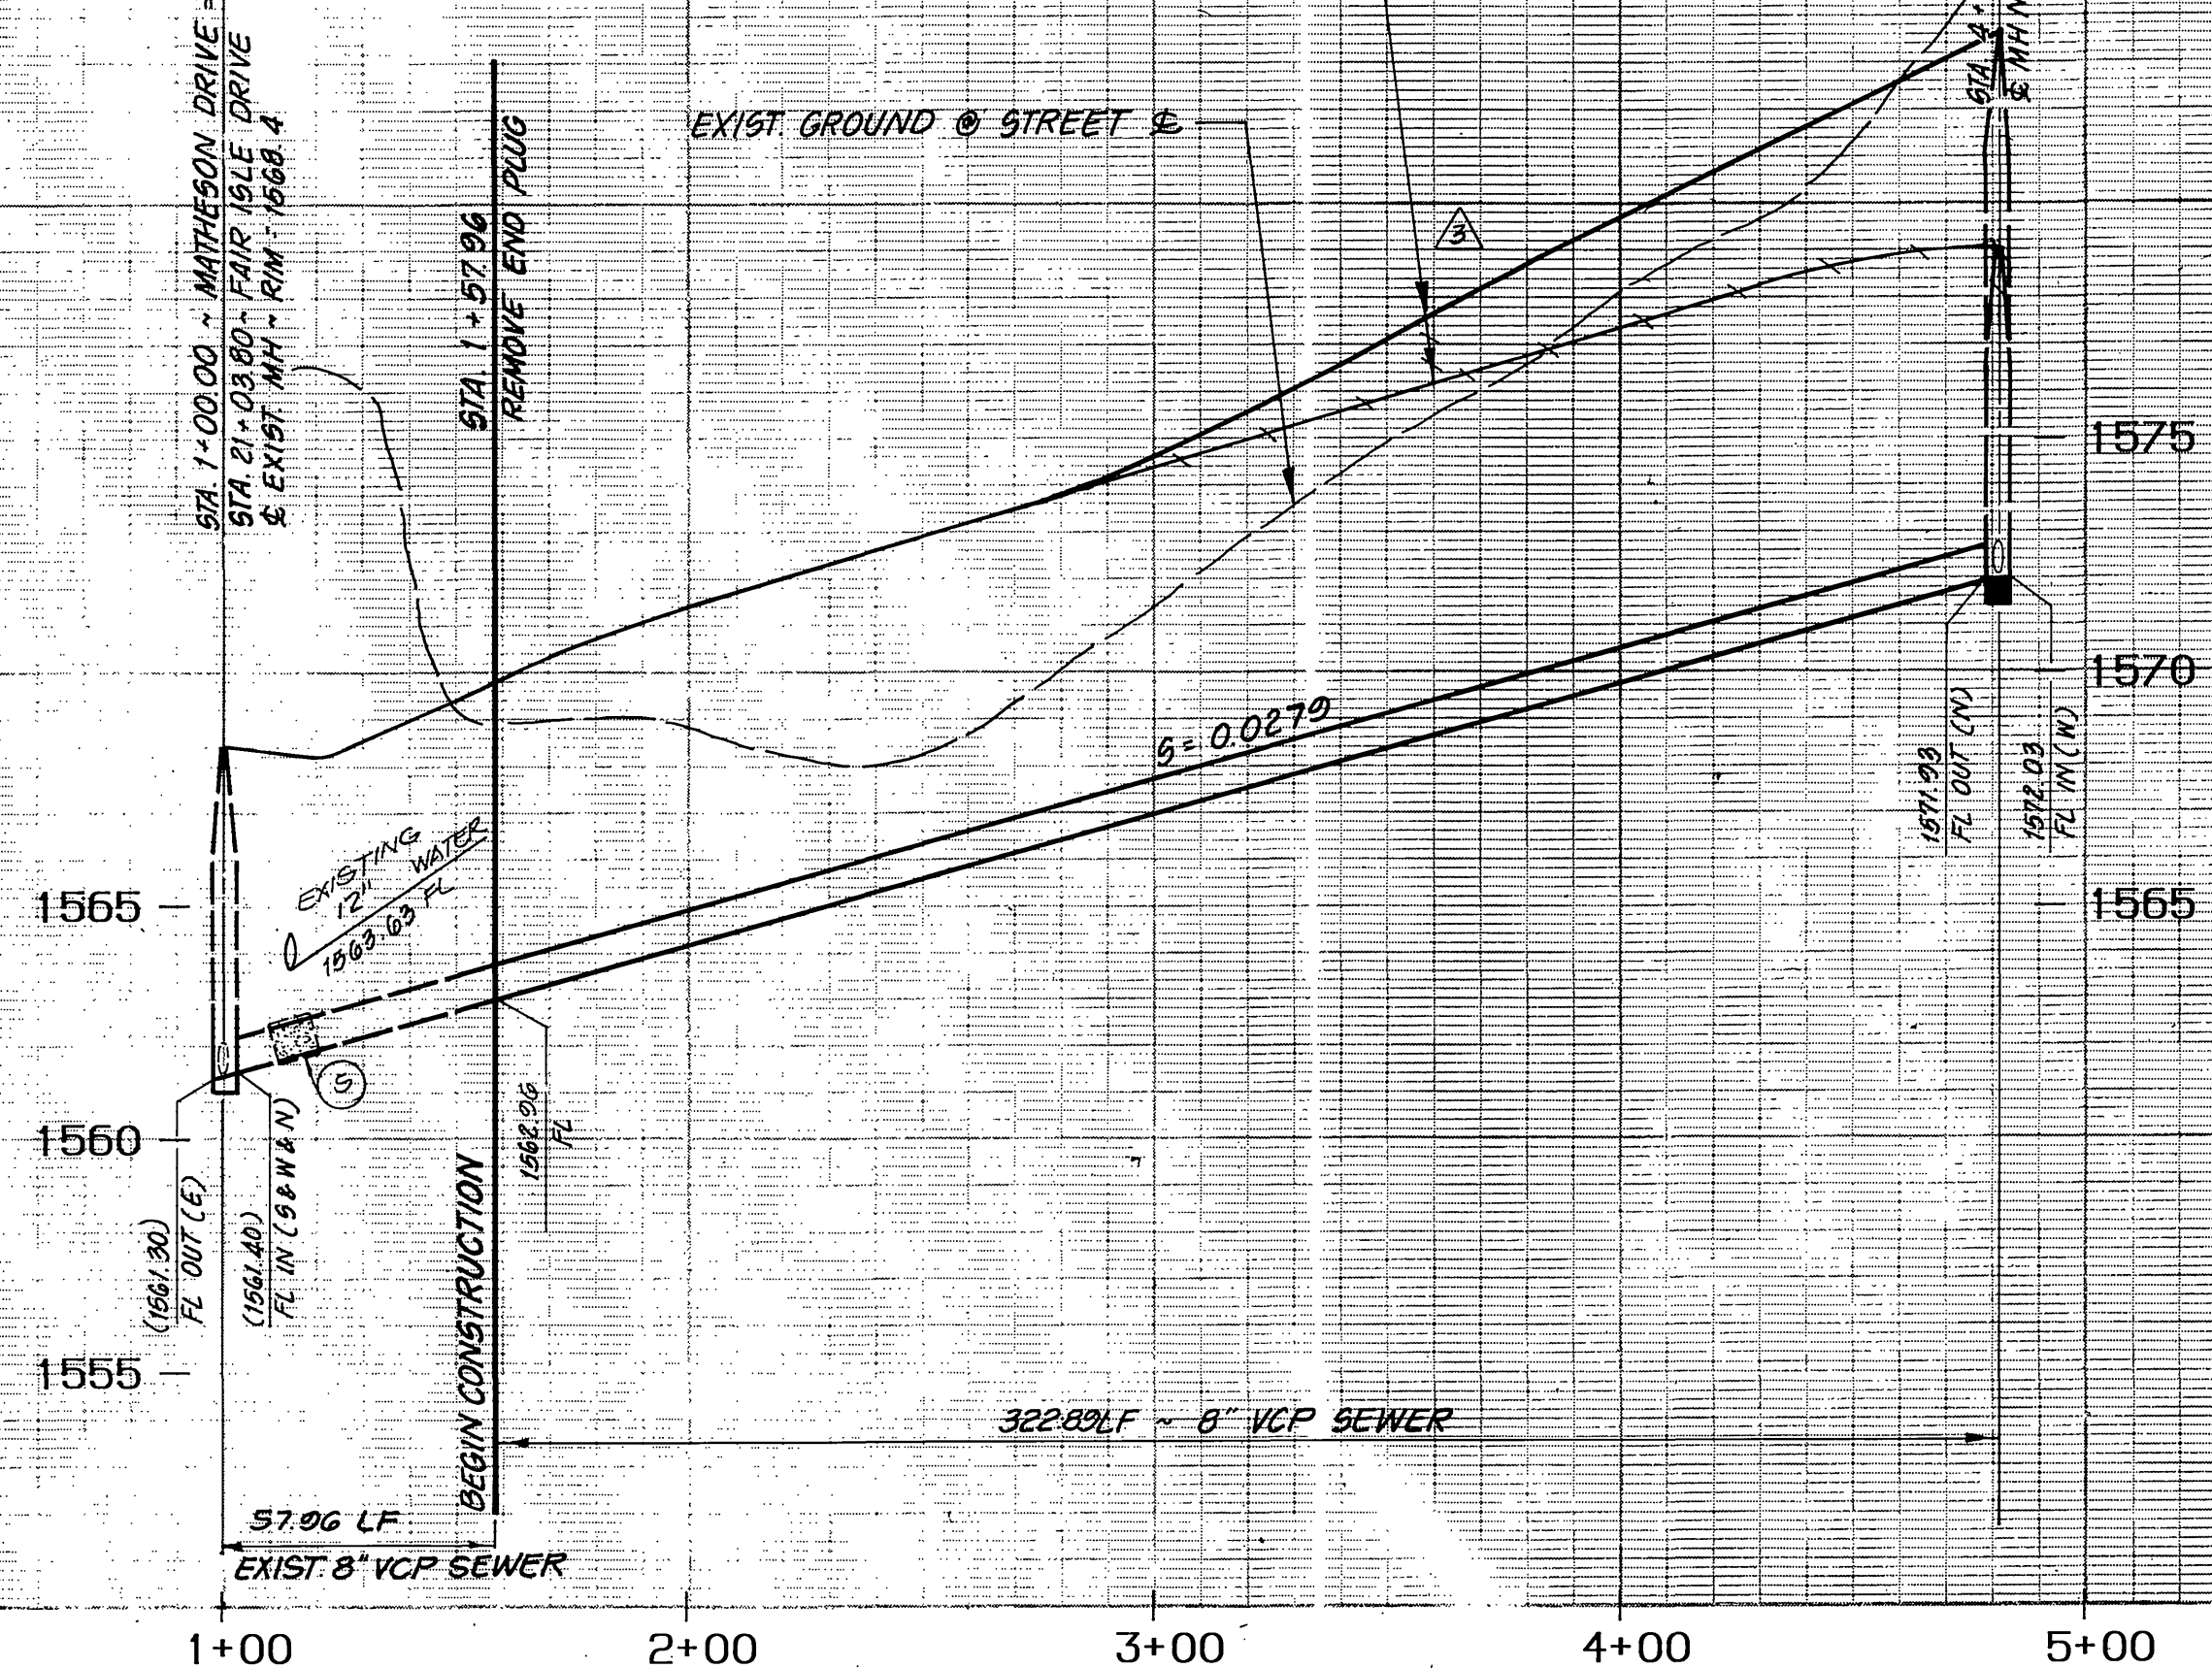 STA. 1+00.00 ~ MATHESON DRIVE =
STA. 21+03.80 ~ FAIR ISLE DRIVE
℄ EXIST. MH ~ RIM = 1568.4
STA. 1+57.96
REMOVE END PLUG
EXIST GROUND @ STREET ℄
3
STA. 4+
℄ MH N
1575
1570
1565
1565
1560
1555
S = 0.0279
EXISTING
12" WATER
1563.63 FL
5
1571.93
FL OUT (N)
1572.03
FL IN (W)
1562.96
FL
(1561.30)
FL OUT (E)
(1561.40)
FL IN (S & W & N)
BEGIN CONSTRUCTION
322.89LF ~ 8" VCP SEWER
57.96 LF
EXIST. 8" VCP SEWER
1+00
2+00
3+00
4+00
5+00